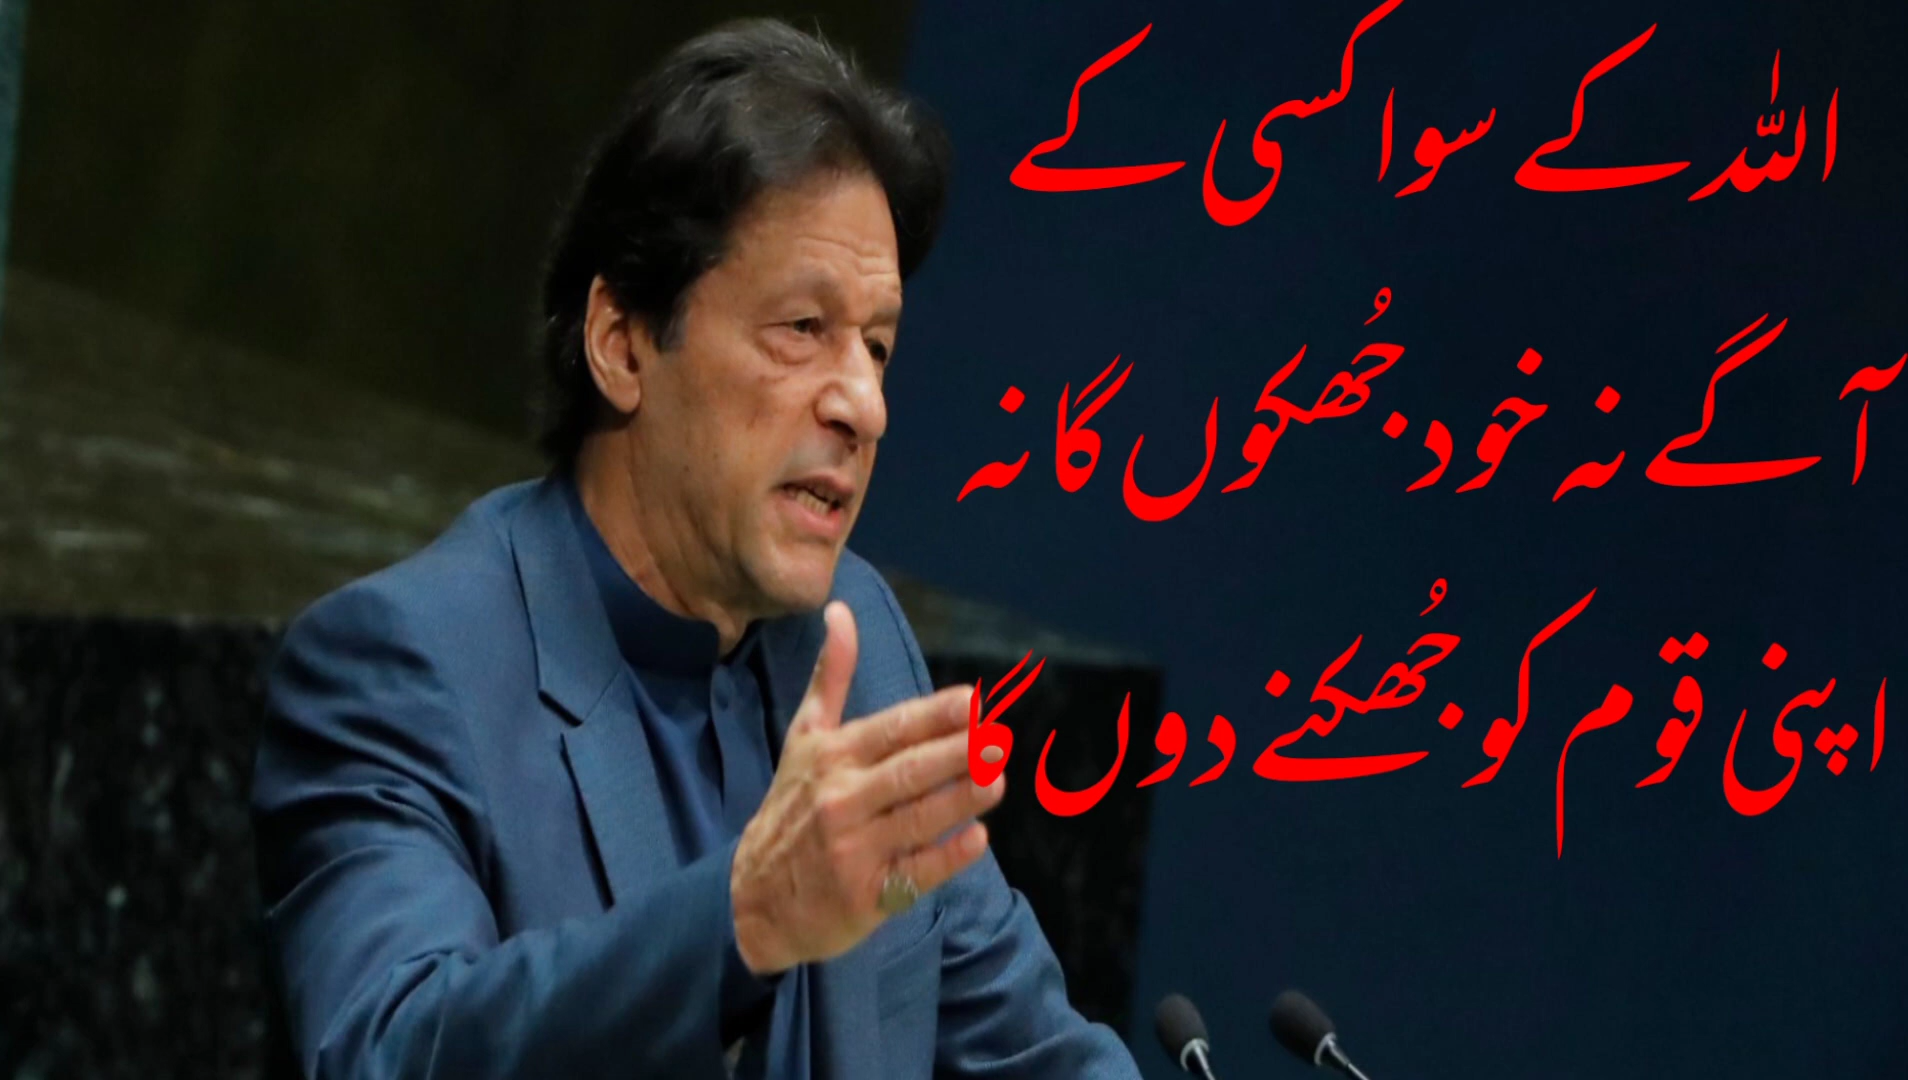 اللہ کے سوا کسی کے
آگے نہ خود جُھکوں گا نہ
اپنی قوم کو جُھکنے دوں گا